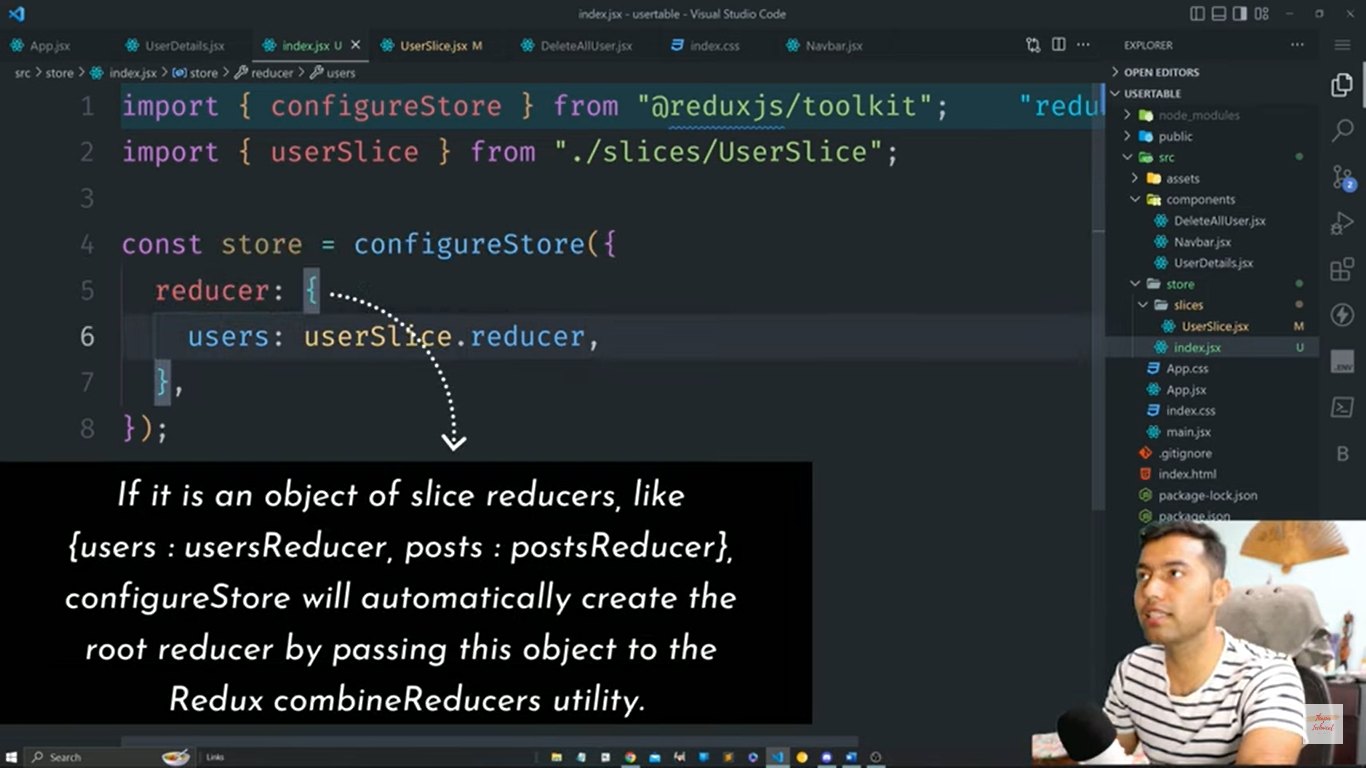 index.jsx - usertable - Visual Studio Code
App.jsx UserDetails.jsx index.jsx U UserSlice.jsx M DeleteAllUser.jsx index.css Navbar.jsx
src > store > index.jsx > store > reducer > users
1 import { configureStore } from "@reduxjs/toolkit"; "redu
2 import { userSlice } from "./slices/UserSlice";
3
4 const store = configureStore({
5 reducer: {
6 users: userSlice.reducer,
7 },
8 });
If it is an object of slice reducers, like
{users : usersReducer, posts : postsReducer},
configureStore will automatically create the
root reducer by passing this object to the
Redux combineReducers utility.
EXPLORER
OPEN EDITORS
USERTABLE
node_modules
public
src
assets
components
DeleteAllUser.jsx
Navbar.jsx
UserDetails.jsx
store
slices
UserSlice.jsx M
index.jsx U
App.css
App.jsx
index.css
main.jsx
.gitignore
index.html
package-lock.json
package.json
2
.ENV
B
Search
Links